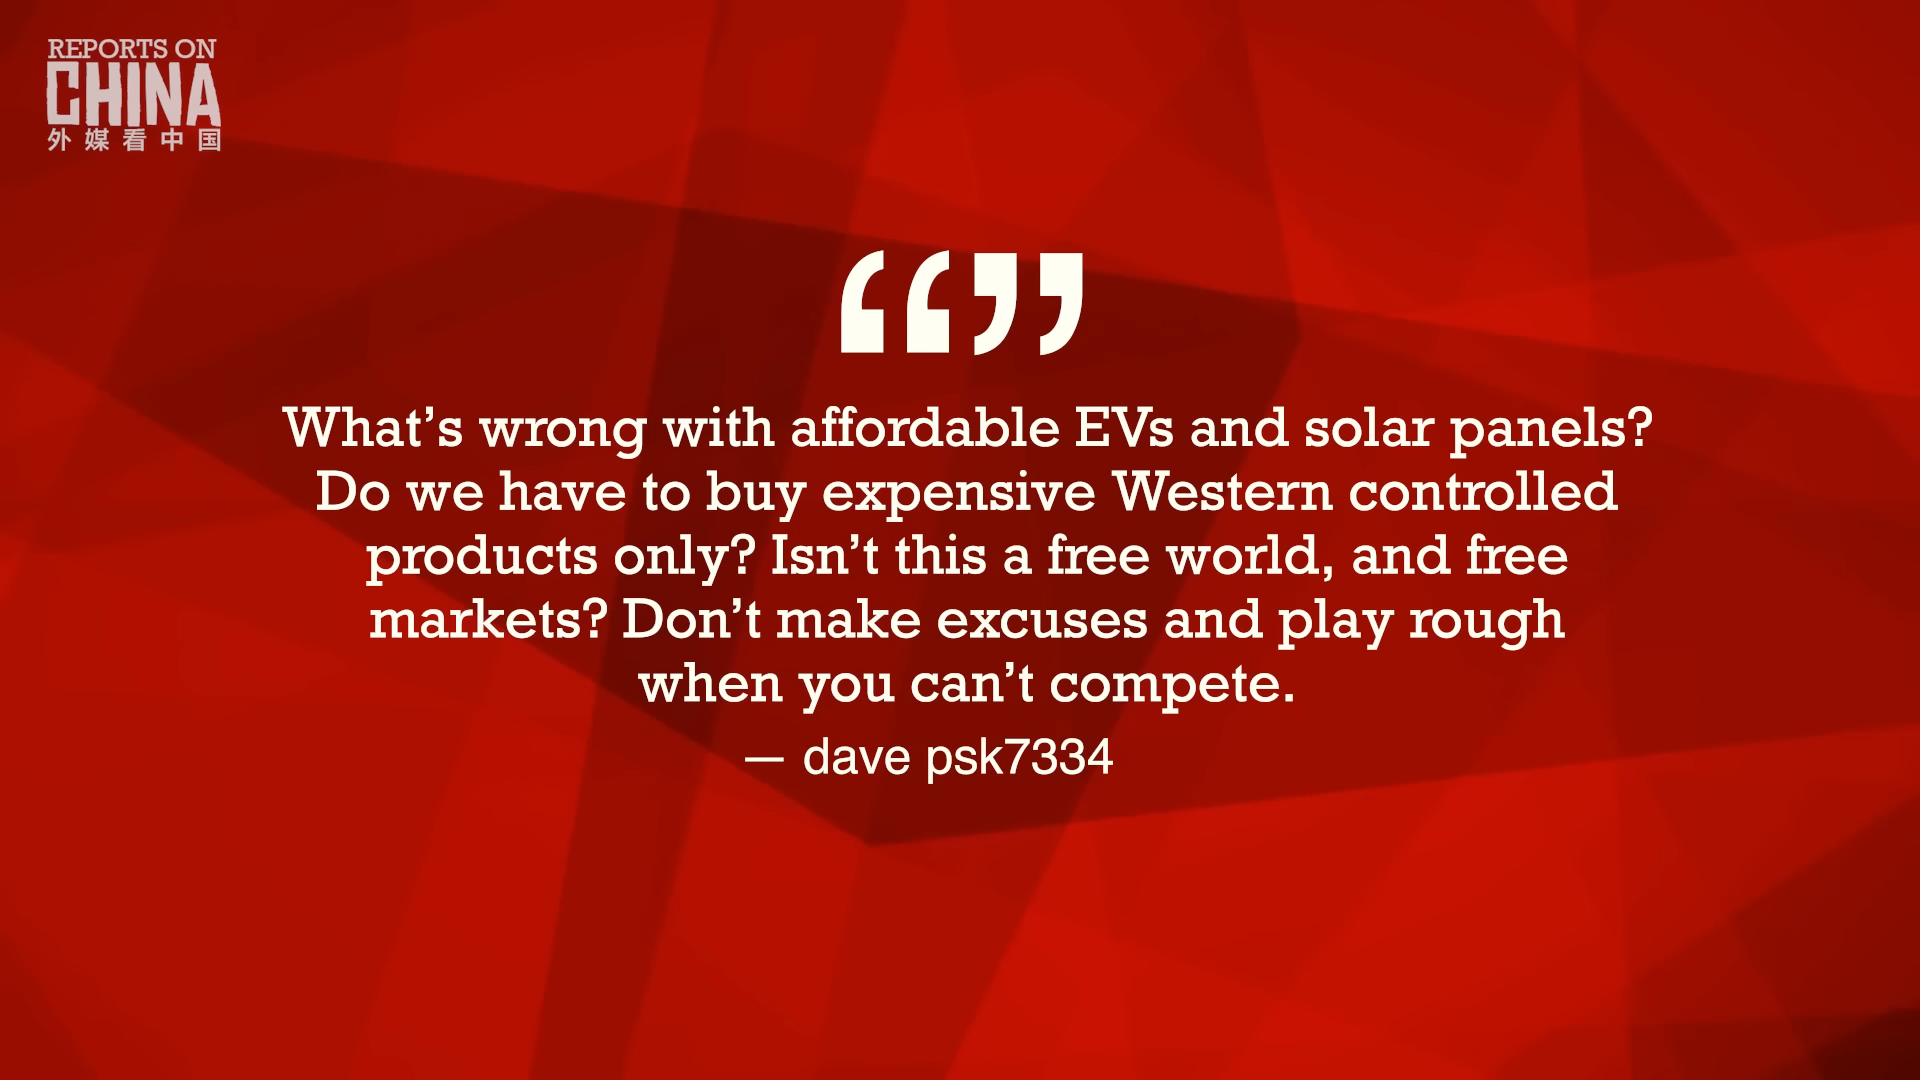 REPORTS ON
CHINA
外媒看中国
“”
What’s wrong with affordable EVs and solar panels?
Do we have to buy expensive Western controlled
products only? Isn’t this a free world, and free
markets? Don’t make excuses and play rough
when you can’t compete.
— dave psk7334